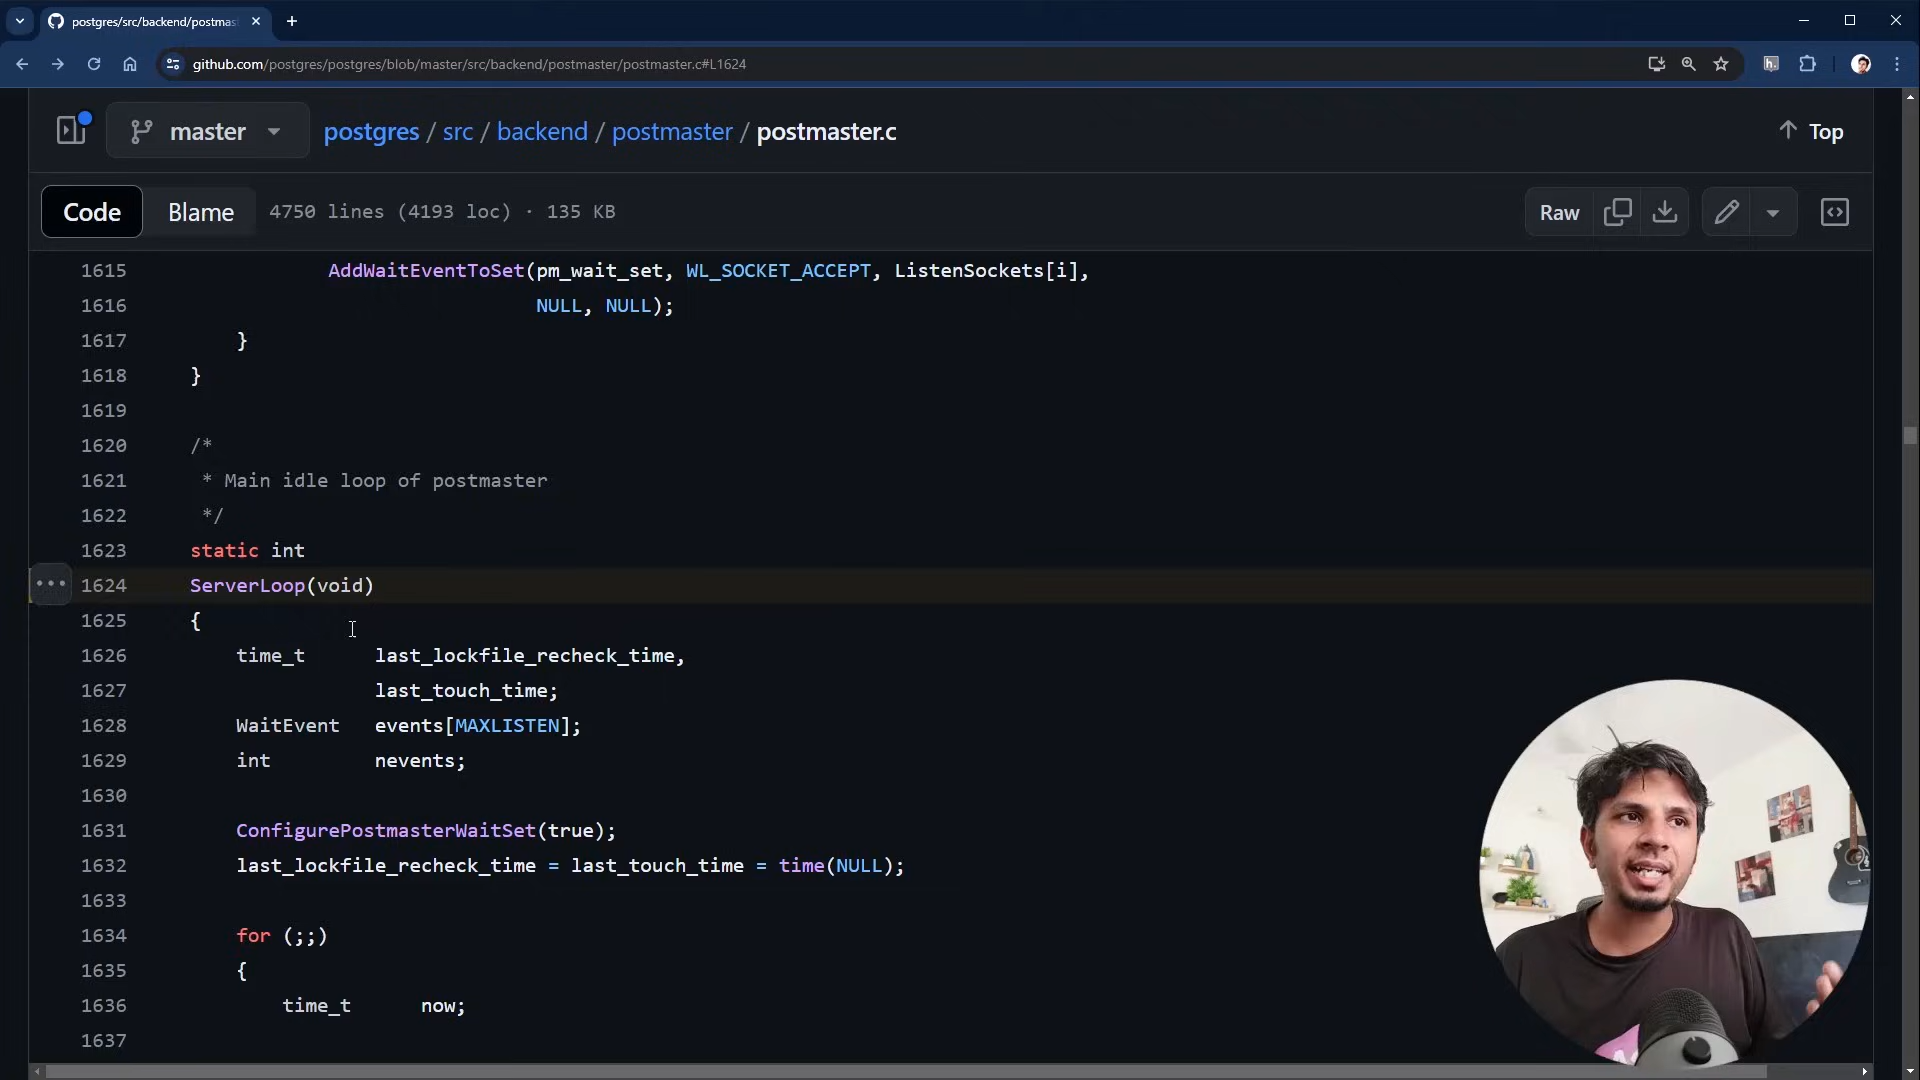 postgres/src/backend/postmas
github.com/postgres/postgres/blob/master/src/backend/postmaster/postmaster.c#L1624
h.
master
postgres / src / backend / postmaster / postmaster.c
Top
Code
Blame
4750 lines (4193 loc) · 135 KB
Raw
1615 AddWaitEventToSet(pm_wait_set, WL_SOCKET_ACCEPT, ListenSockets[i],
1616 NULL, NULL);
1617 }
1618 }
1619
1620 /*
1621 * Main idle loop of postmaster
1622 */
1623 static int
1624 ServerLoop(void)
1625 {
1626 time_t last_lockfile_recheck_time,
1627 last_touch_time;
1628 WaitEvent events[MAXLISTEN];
1629 int nevents;
1630
1631 ConfigurePostmasterWaitSet(true);
1632 last_lockfile_recheck_time = last_touch_time = time(NULL);
1633
1634 for (;;)
1635 {
1636 time_t now;
1637